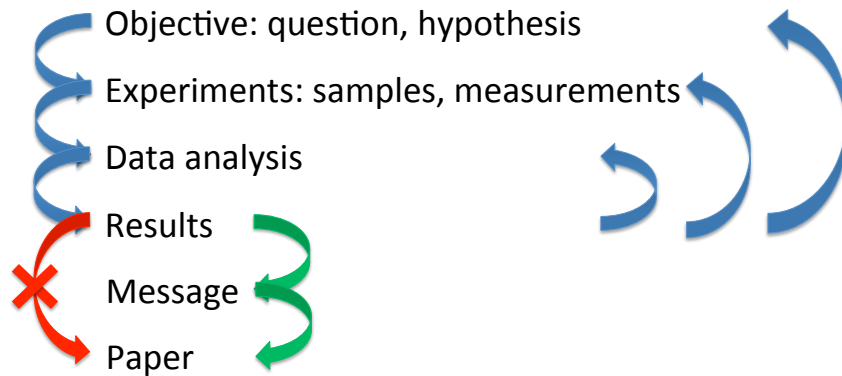 Objective: question, hypothesis
Experiments: samples, measurements
Data analysis
Results
Message
Paper